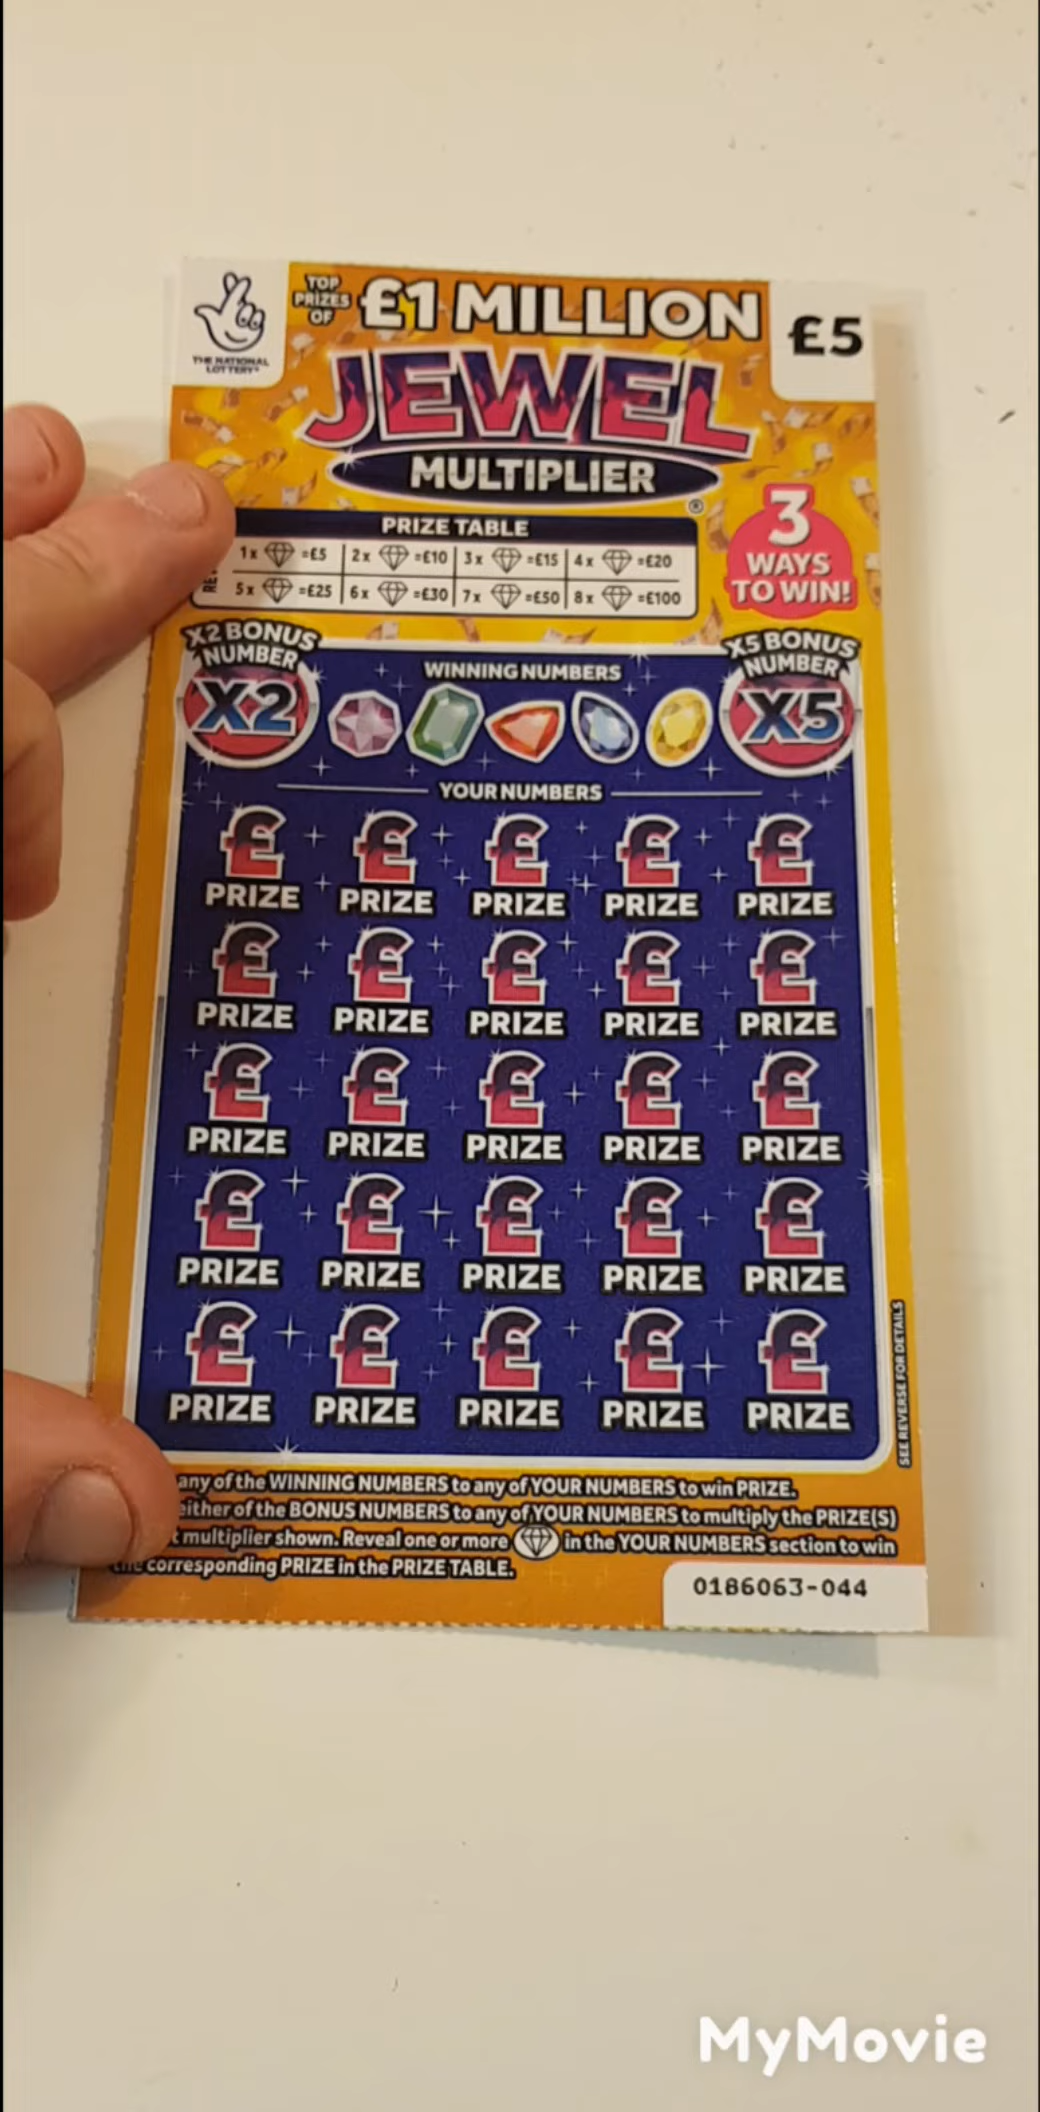 THE NATIONAL
LOTTERY®
TOP
PRIZES
OF
£1 MILLION
£5
JEWEL
MULTIPLIER
®
3
WAYS
TO WIN!
PRIZE TABLE
1x =£5 2x =£10 3x =£15 4x =£20
5x =£25 6x =£30 7x =£50 8x =£100
X2 BONUS
NUMBER
X2
WINNING NUMBERS
X5 BONUS
NUMBER
X5
YOUR NUMBERS
£ £ £ £ £
PRIZE PRIZE PRIZE PRIZE PRIZE
£ £ £ £ £
PRIZE PRIZE PRIZE PRIZE PRIZE
£ £ £ £ £
PRIZE PRIZE PRIZE PRIZE PRIZE
£ £ £ £ £
PRIZE PRIZE PRIZE PRIZE PRIZE
£ £ £ £ £
PRIZE PRIZE PRIZE PRIZE PRIZE
SEE REVERSE FOR DETAILS
any of the WINNING NUMBERS to any of YOUR NUMBERS to win PRIZE.
either of the BONUS NUMBERS to any of YOUR NUMBERS to multiply the PRIZE(S)
multiplier shown. Reveal one or more in the YOUR NUMBERS section to win
the corresponding PRIZE in the PRIZE TABLE.
0186063-044
MyMovie